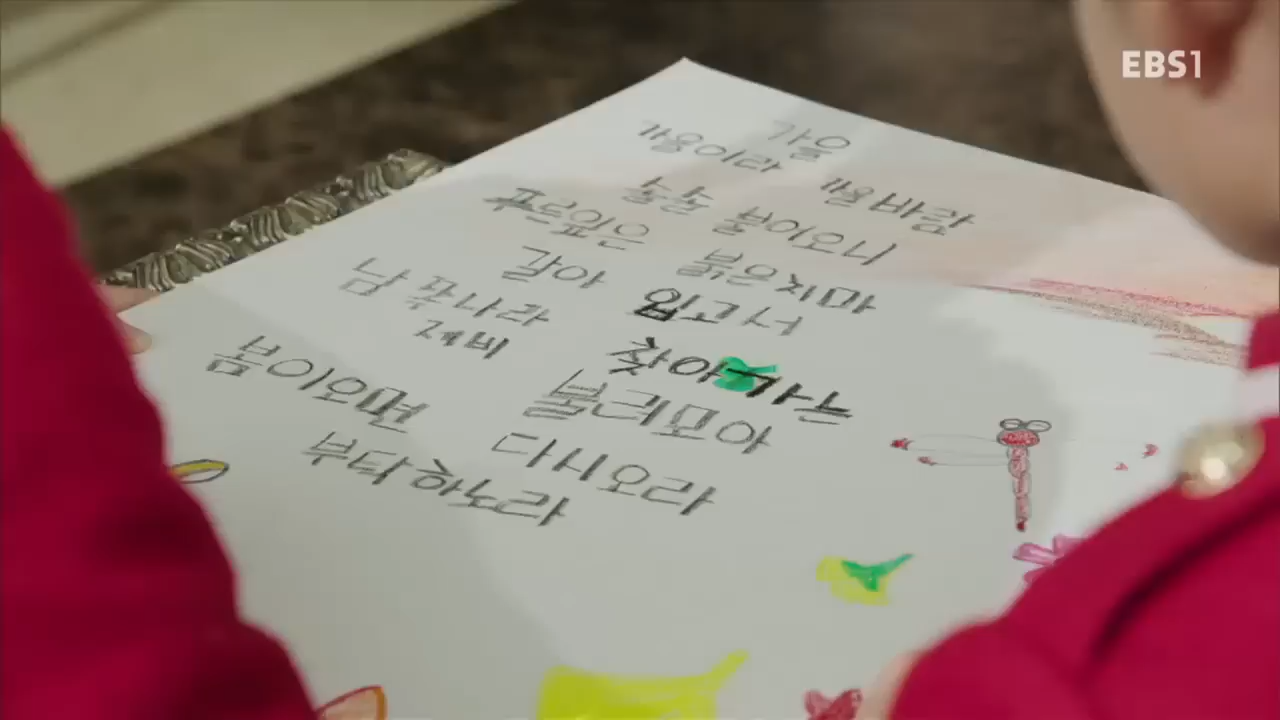 가을
가을이라 가을바람
솔솔 불어오니
푸른잎은 붉은치마
갈아 입고서
남쪽나라 찾아가는
제비 불러모아
봄이오면 다시오라
부탁하노라
EBS1